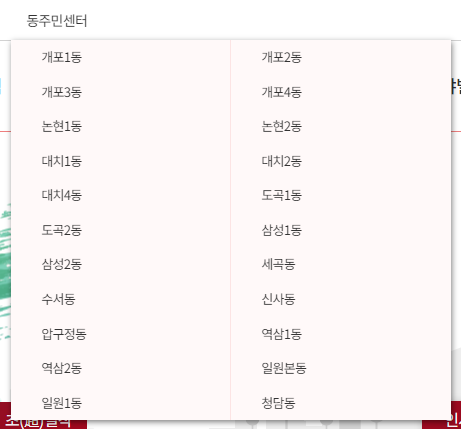 동주민센터
개포1동 개포2동
개포3동 개포4동
논현1동 논현2동
대치1동 대치2동
대치4동 도곡1동
도곡2동 삼성1동
삼성2동 세곡동
수서동 신사동
압구정동 역삼1동
역삼2동 일원본동
일원1동 청담동